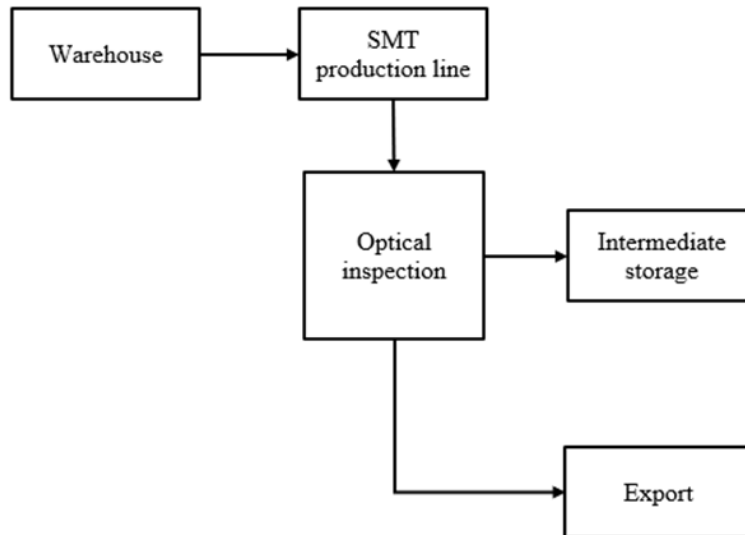 Warehouse
SMT
production line
Optical
inspection
Intermediate
storage
Export